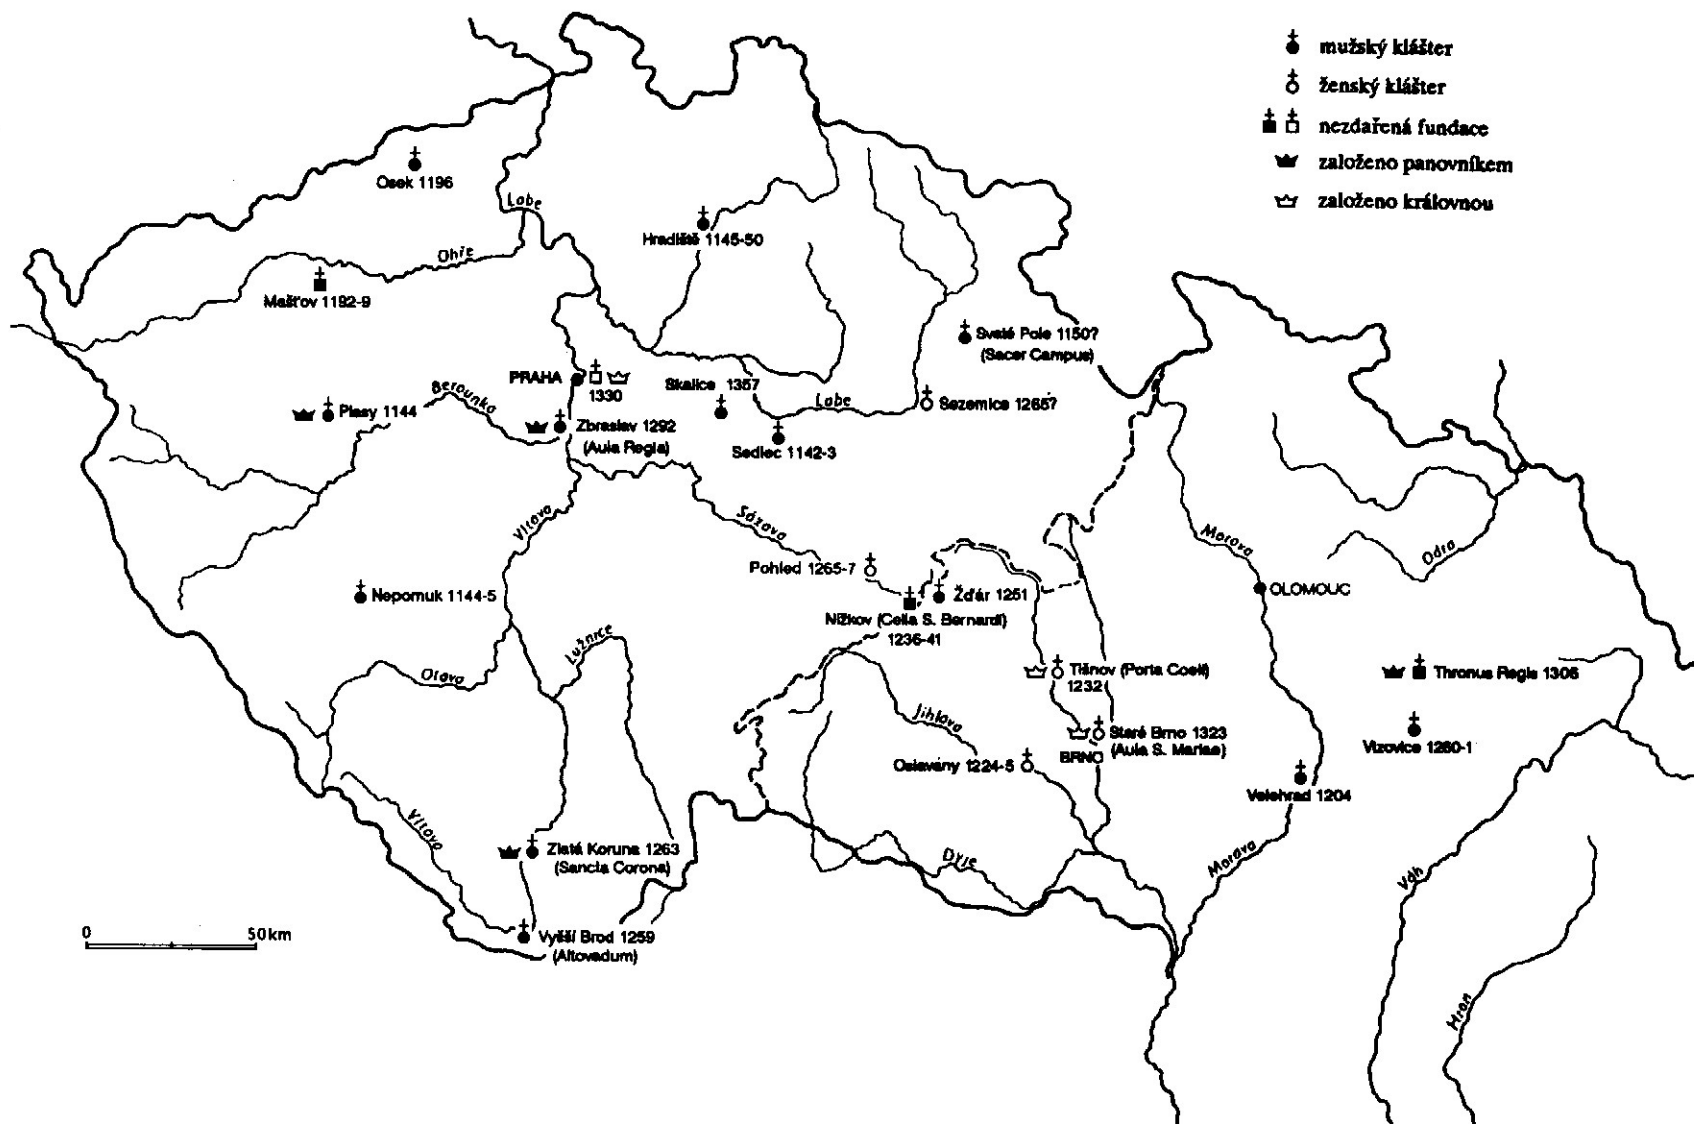 mužský klášter
ženský klášter
nezdařená fundace
založeno panovníkem
založeno královnou
Osek 1196
Labe
Hradiště 1145-50
Ohře
Mašťov 1192-9
Svaté Pole 1150?
(Sacer Campus)
PRAHA
1330
Skalice 1357
Berounka
Plasy 1144
Labe
Sezemice 1265?
Zbraslav 1292
(Aula Regia)
Sedlec 1142-3
Vltava
Sázava
Morava
Odra
Pohled 1265-7
Nepomuk 1144-5
Žďár 1251
OLOMOUC
Nížkov (Cella S. Bernardi)
1236-41
Lužnice
Otava
Tišnov (Porta Coeli)
1232
Thronus Regis 1306
Jihlava
Staré Brno 1323
(Aula S. Mariae)
BRNO
Vizovice 1260-1
Oslavany 1224-5
Velehrad 1204
Vltava
Zlatá Koruna 1263
(Sancta Corona)
Dyje
Morava
Váh
0 50km
Vyšší Brod 1259
(Altovadum)
Hron